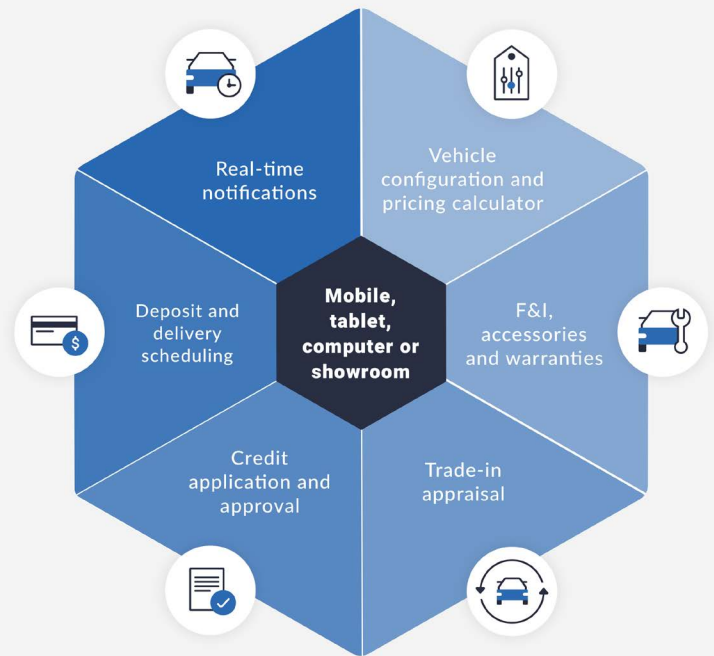 Real-time
notifications
Vehicle
configuration and
pricing calculator
Deposit and
delivery
scheduling
$
Mobile,
tablet,
computer or
showroom
F&I,
accessories
and warranties
Credit
application and
approval
Trade-in
appraisal